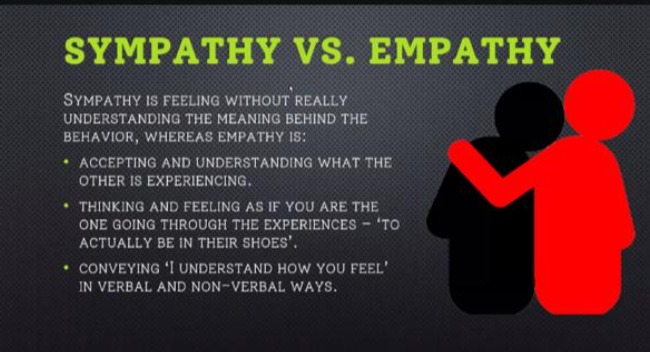 SYMPATHY VS. EMPATHY
SYMPATHY IS FEELING WITHOUT REALLY
UNDERSTANDING THE MEANING BEHIND THE
BEHAVIOR, WHEREAS EMPATHY IS:
• ACCEPTING AND UNDERSTANDING WHAT THE
OTHER IS EXPERIENCING.
• THINKING AND FEELING AS IF YOU ARE THE
ONE GOING THROUGH THE EXPERIENCES – ‘TO
ACTUALLY BE IN THEIR SHOES’.
• CONVEYING ‘I UNDERSTAND HOW YOU FEEL’
IN VERBAL AND NON-VERBAL WAYS.